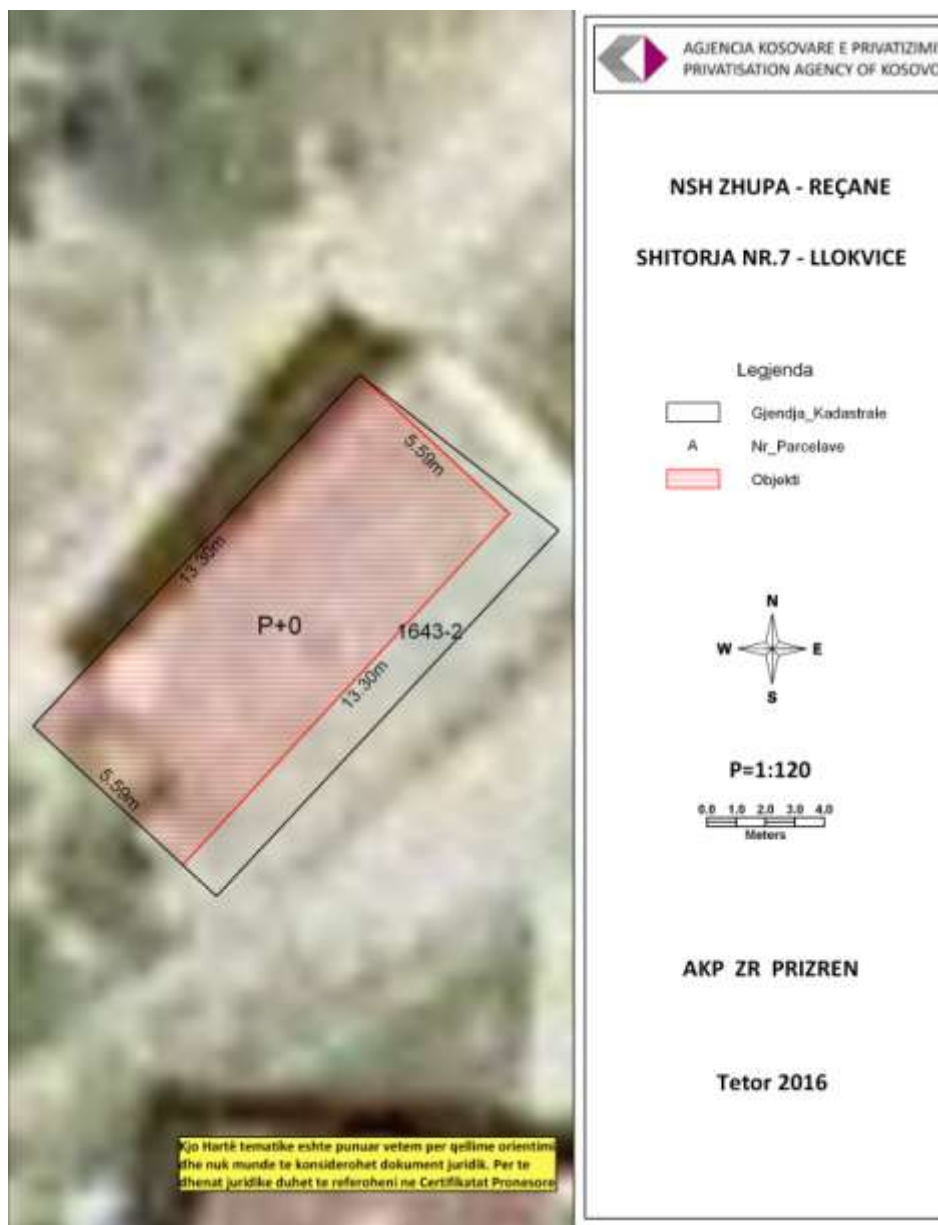 5.59m
13.30m
P+0
1643-2
13.30m
5.59m
Kjo Hartë tematike eshte punuar vetem per qellime orientimi
dhe nuk munde te konsiderohet dokument juridik. Per te
dhenat juridike duhet te referoheni ne Certifikatat Pronesore
AGJENCIA KOSOVARE E PRIVATIZIMI
PRIVATISATION AGENCY OF KOSOVO
NSH ZHUPA - REÇANE
SHITORJA NR.7 - LLOKVICE
Legjenda
Gjendja_Kadastrale
A Nr_Parcelave
Objekti
N
W E
S
P=1:120
0.0 1.0 2.0 3.0 4.0
Meters
AKP ZR PRIZREN
Tetor 2016